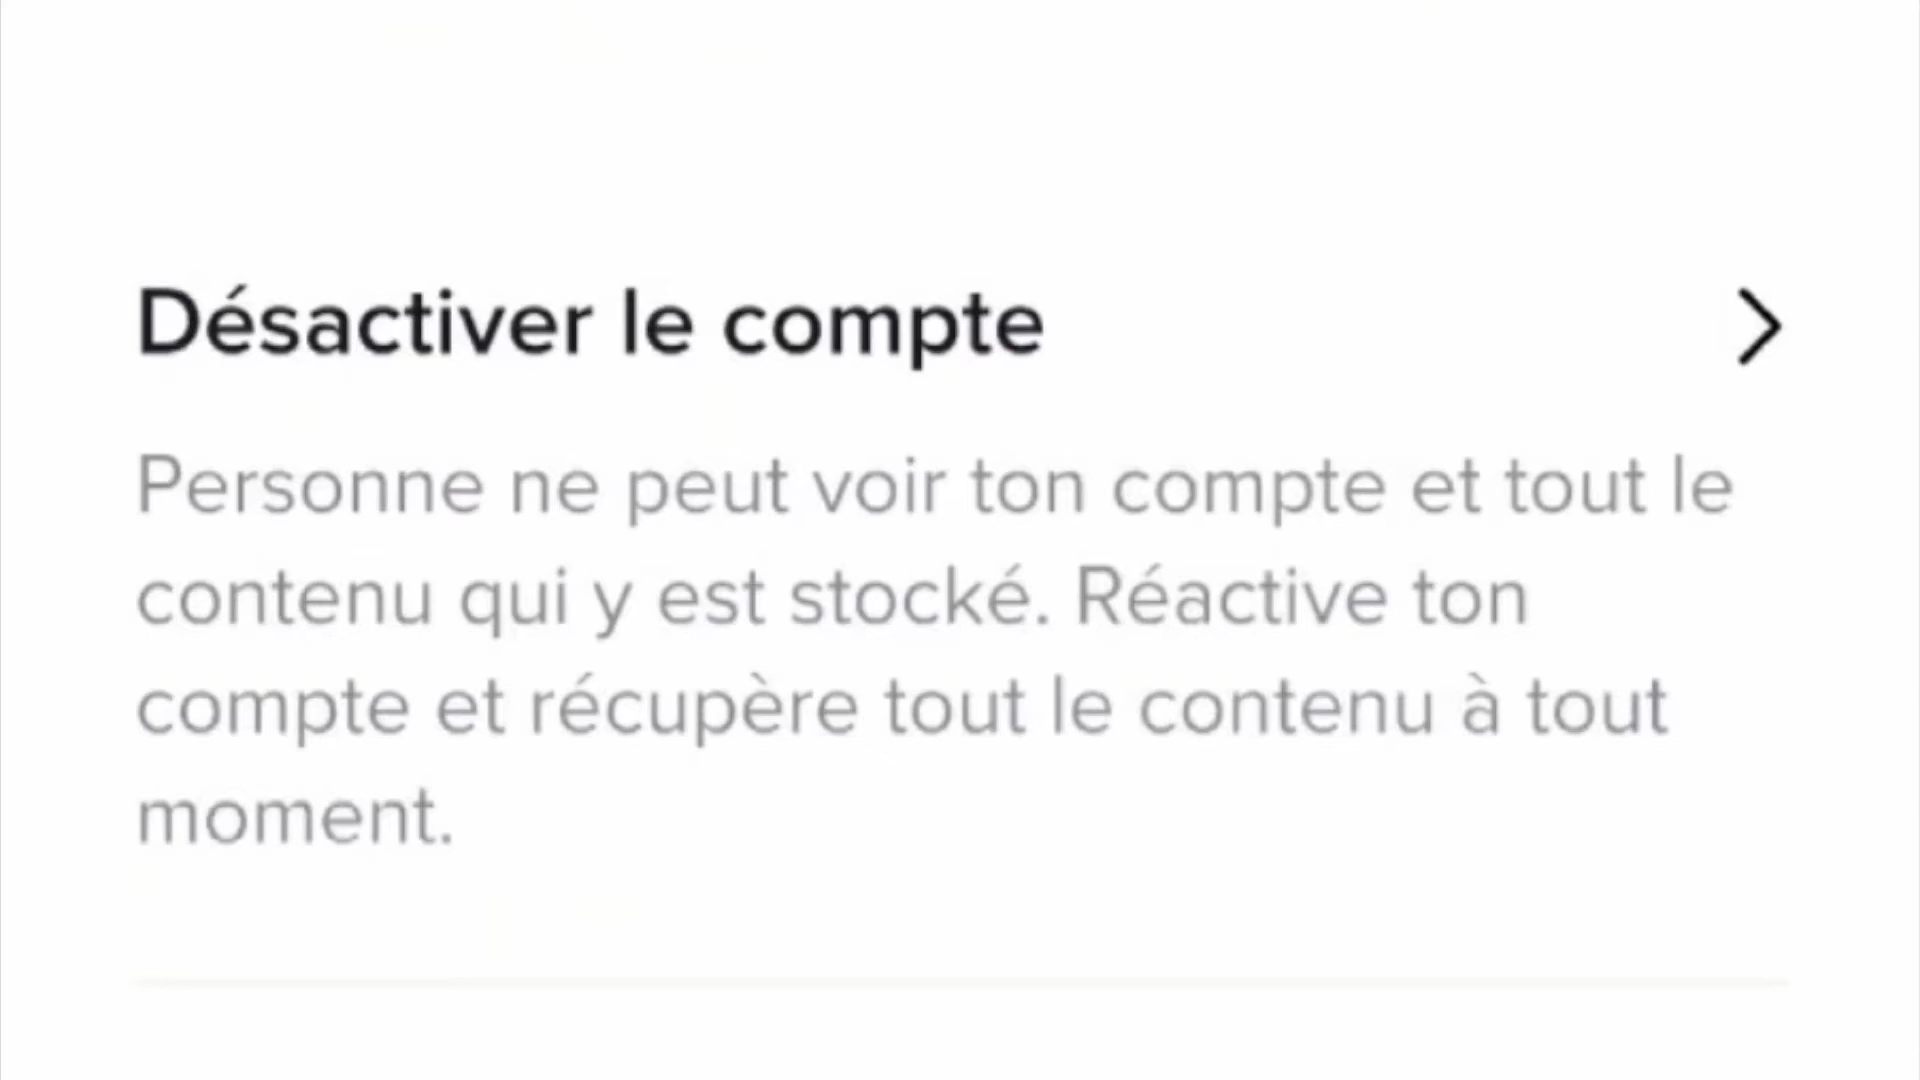 Désactiver le compte
Personne ne peut voir ton compte et tout le
contenu qui y est stocké. Réactive ton
compte et récupère tout le contenu à tout
moment.